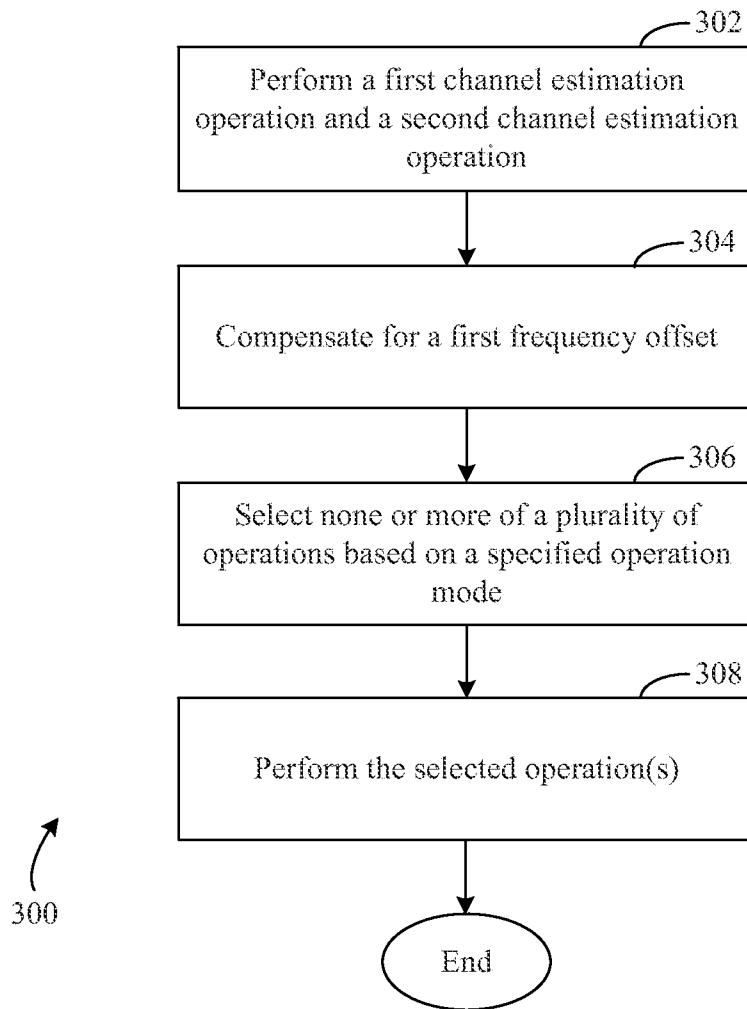 302
Perform a first channel estimation
operation and a second channel estimation
operation
304
Compensate for a first frequency offset
306
Select none or more of a plurality of
operations based on a specified operation
mode
308
Perform the selected operation(s)
300
End